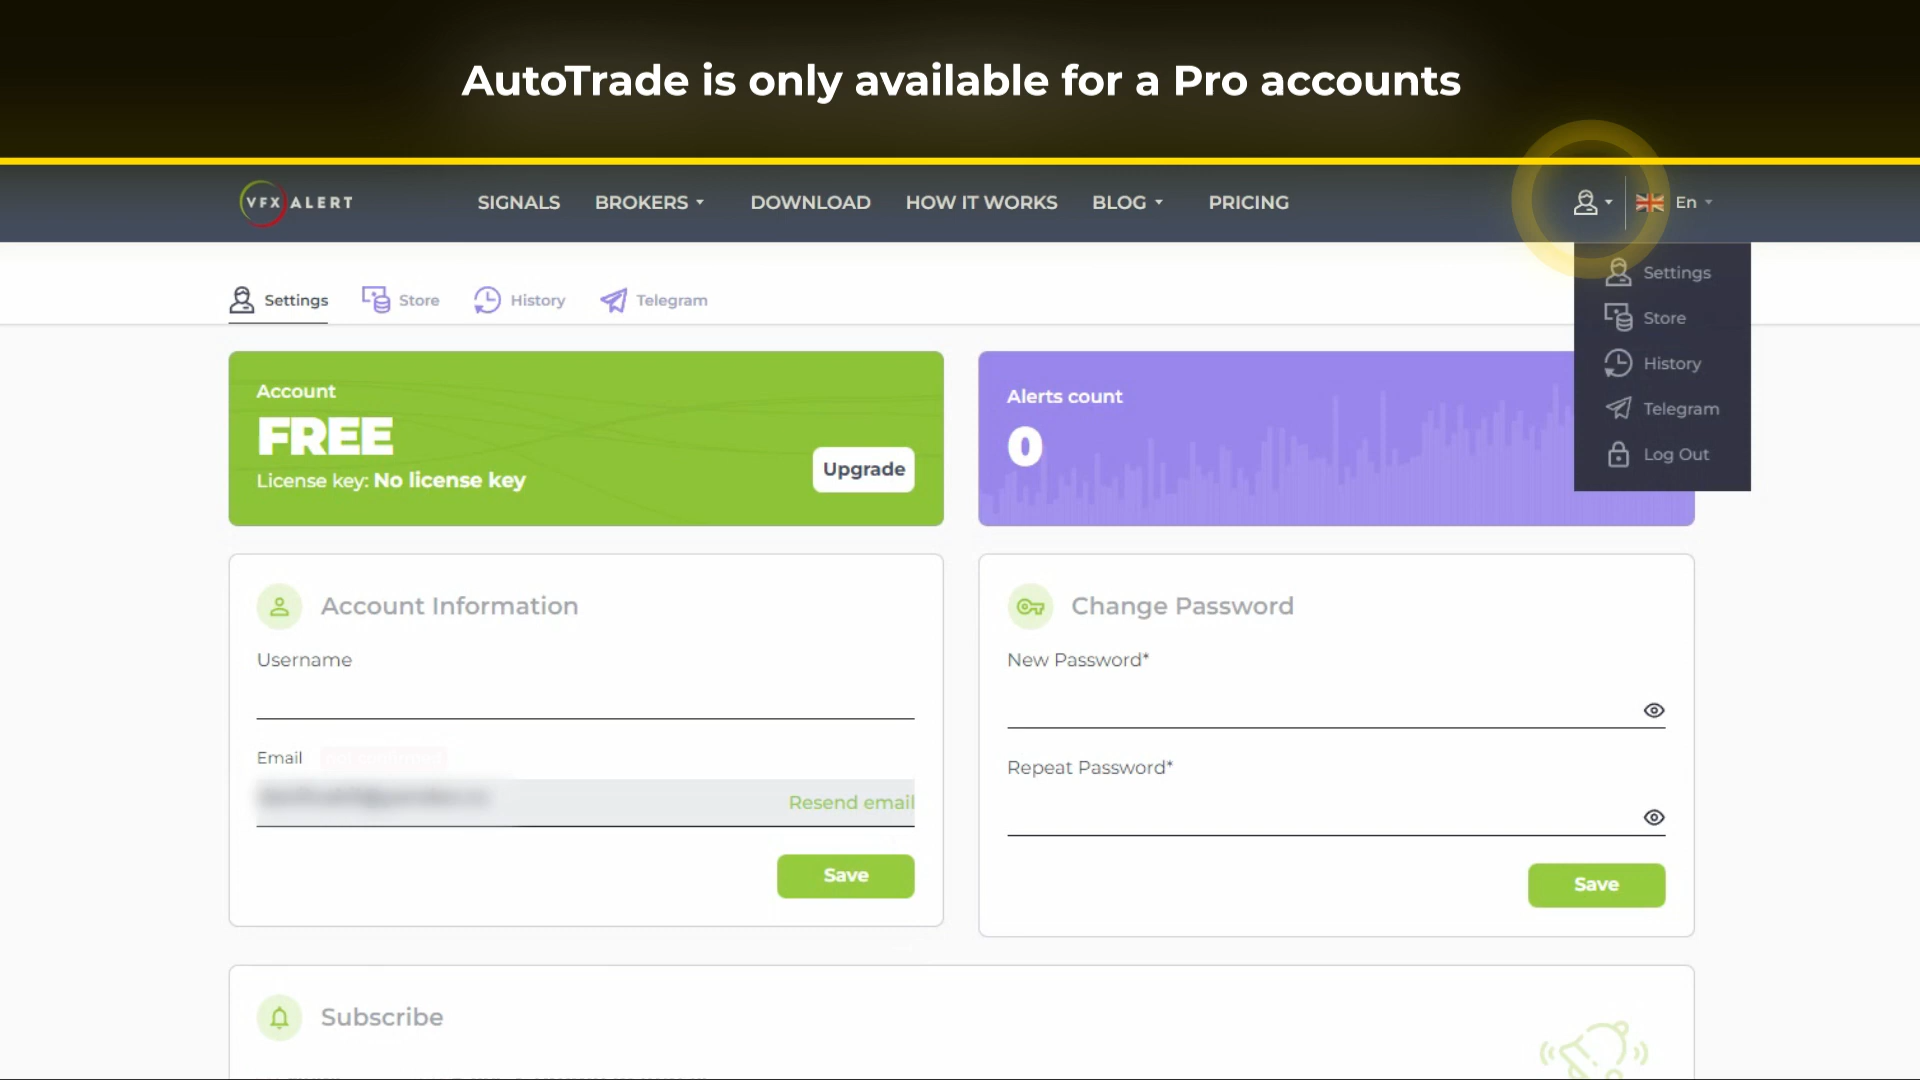 AutoTrade is only available for a Pro accounts
VFX ALERT
SIGNALS BROKERS DOWNLOAD HOW IT WORKS BLOG PRICING En
Settings Store History Telegram
Settings
Store
History
Telegram
Log Out
Account
FREE
License key: No license key
Upgrade
Alerts count
0
Account Information
Username
Email
Resend email
Save
Change Password
New Password*
Repeat Password*
Save
Subscribe